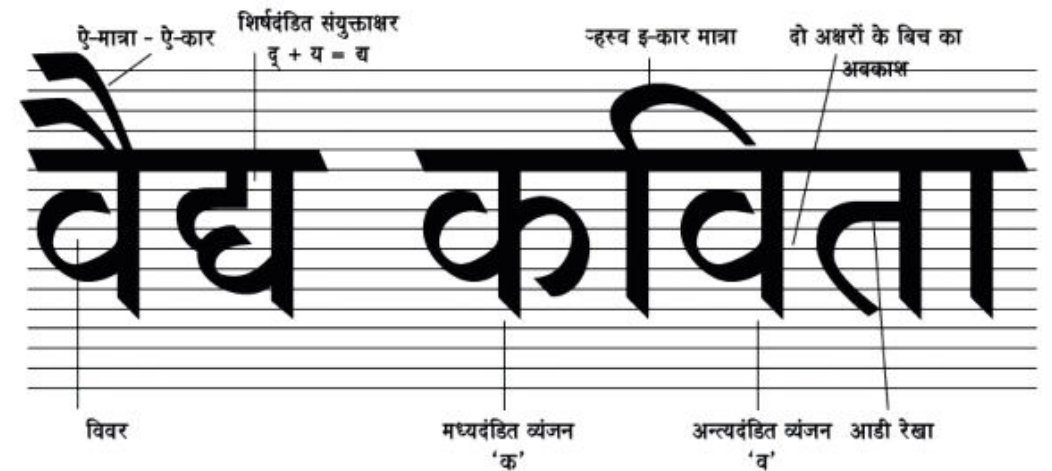 ऐ-मात्रा - ऐ-कार
शिर्षदंडित संयुक्ताक्षर
द् + य = द्य
ऱ्हस्व इ-कार मात्रा
दो अक्षरों के बिच का
अवकाश
वैद्य कविता
विवर
मध्यदंडित व्यंजन
‘क’
अन्त्यदंडित व्यंजन
‘व’
आडी रेखा